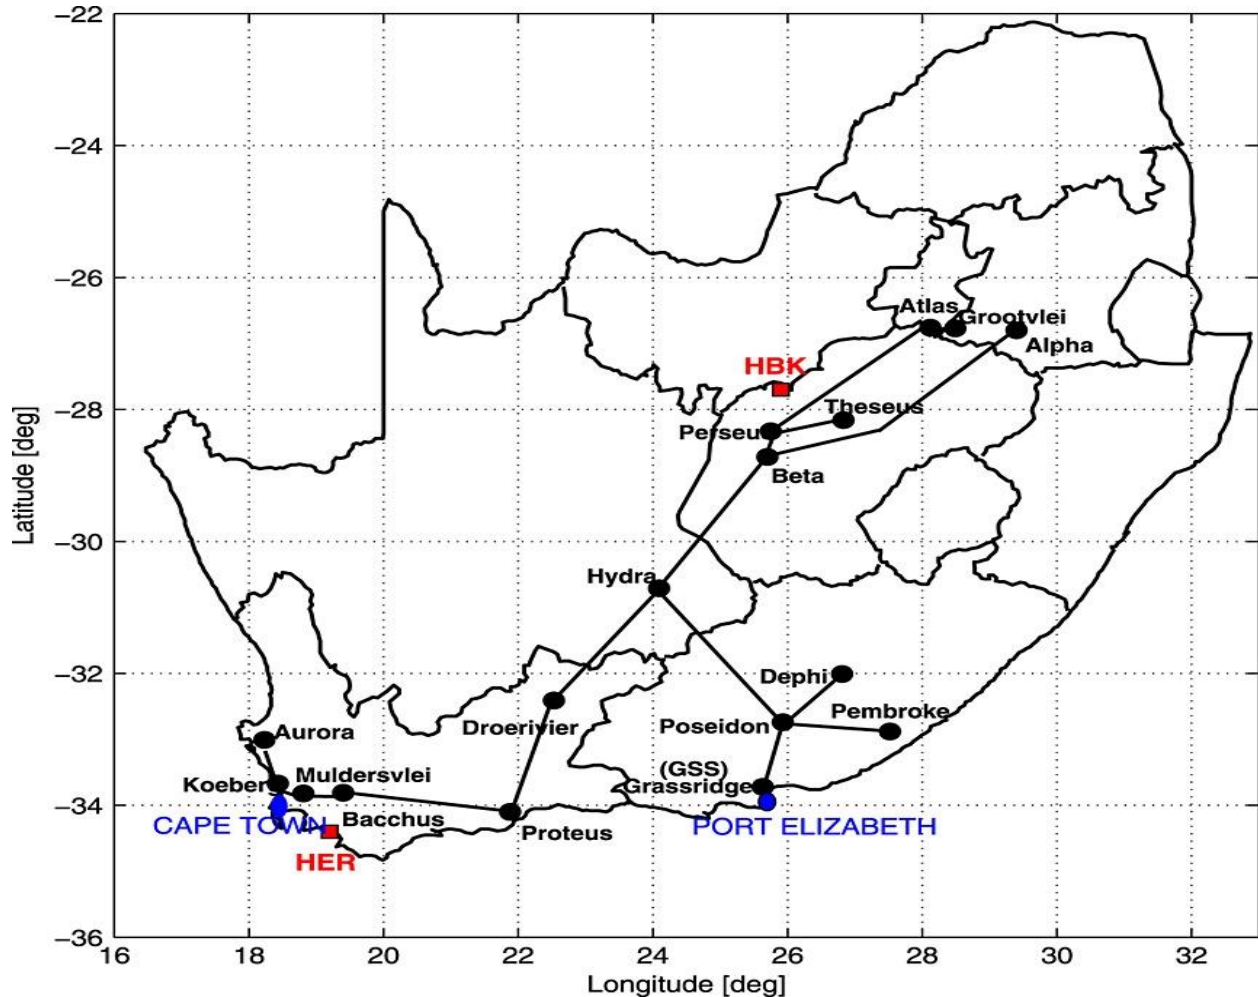 −22
−24
−26
−28
−30
−32
−34
−36
Latitude [deg]
Atlas
Grootvlei
Alpha
HBK
Theseus
Perseu
Beta
Hydra
Dephi
Droerivier
Poseidon
Pembroke
Aurora
(GSS)
Koeber
Muldersvlei
Grassridge
CAPE TOWN
Bacchus
Proteus
PORT ELIZABETH
HER
16 18 20 22 24 26 28 30 32
Longitude [deg]